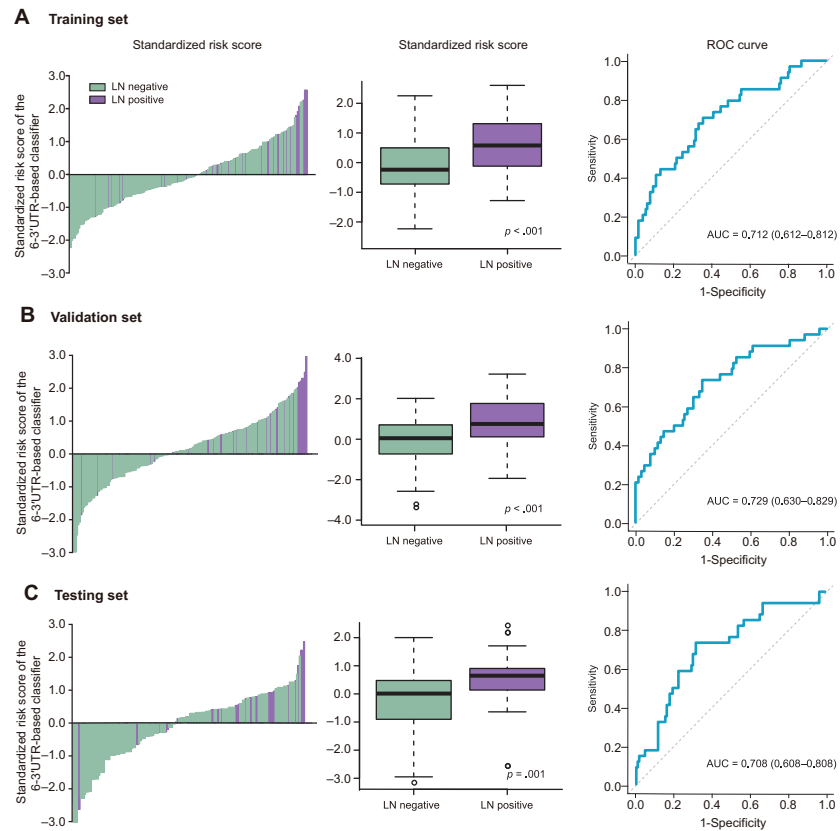 A Training set
Standardized risk score
Standardized risk score
ROC curve
Standardized risk score of the
6-3'UTR-based classifier
3.0
2.0
1.0
0.0
–1.0
–2.0
–3.0
LN negative
LN positive
2.0
1.0
0.0
–1.0
–2.0
p < .001
LN negative
LN positive
Sensitivity
1.0
0.8
0.6
0.4
0.2
0.0
AUC = 0.712 (0.612–0.812)
0.0 0.2 0.4 0.6 0.8 1.0
1-Specificity
B Validation set
Standardized risk score of the
6-3'UTR-based classifier
3.0
2.0
1.0
0.0
–1.0
–2.0
–3.0
4.0
2.0
0.0
–2.0
–4.0
p < .001
LN negative
LN positive
Sensitivity
1.0
0.8
0.6
0.4
0.2
0.0
AUC = 0.729 (0.630–0.829)
0.0 0.2 0.4 0.6 0.8 1.0
1-Specificity
C Testing set
Standardized risk score of the
6-3'UTR-based classifier
3.0
2.0
1.0
0.0
–1.0
–2.0
–3.0
2.0
1.0
0.0
–1.0
–2.0
–3.0
p = .001
LN negative
LN positive
Sensitivity
1.0
0.8
0.6
0.4
0.2
0.0
AUC = 0.708 (0.608–0.808)
0.0 0.2 0.4 0.6 0.8 1.0
1-Specificity